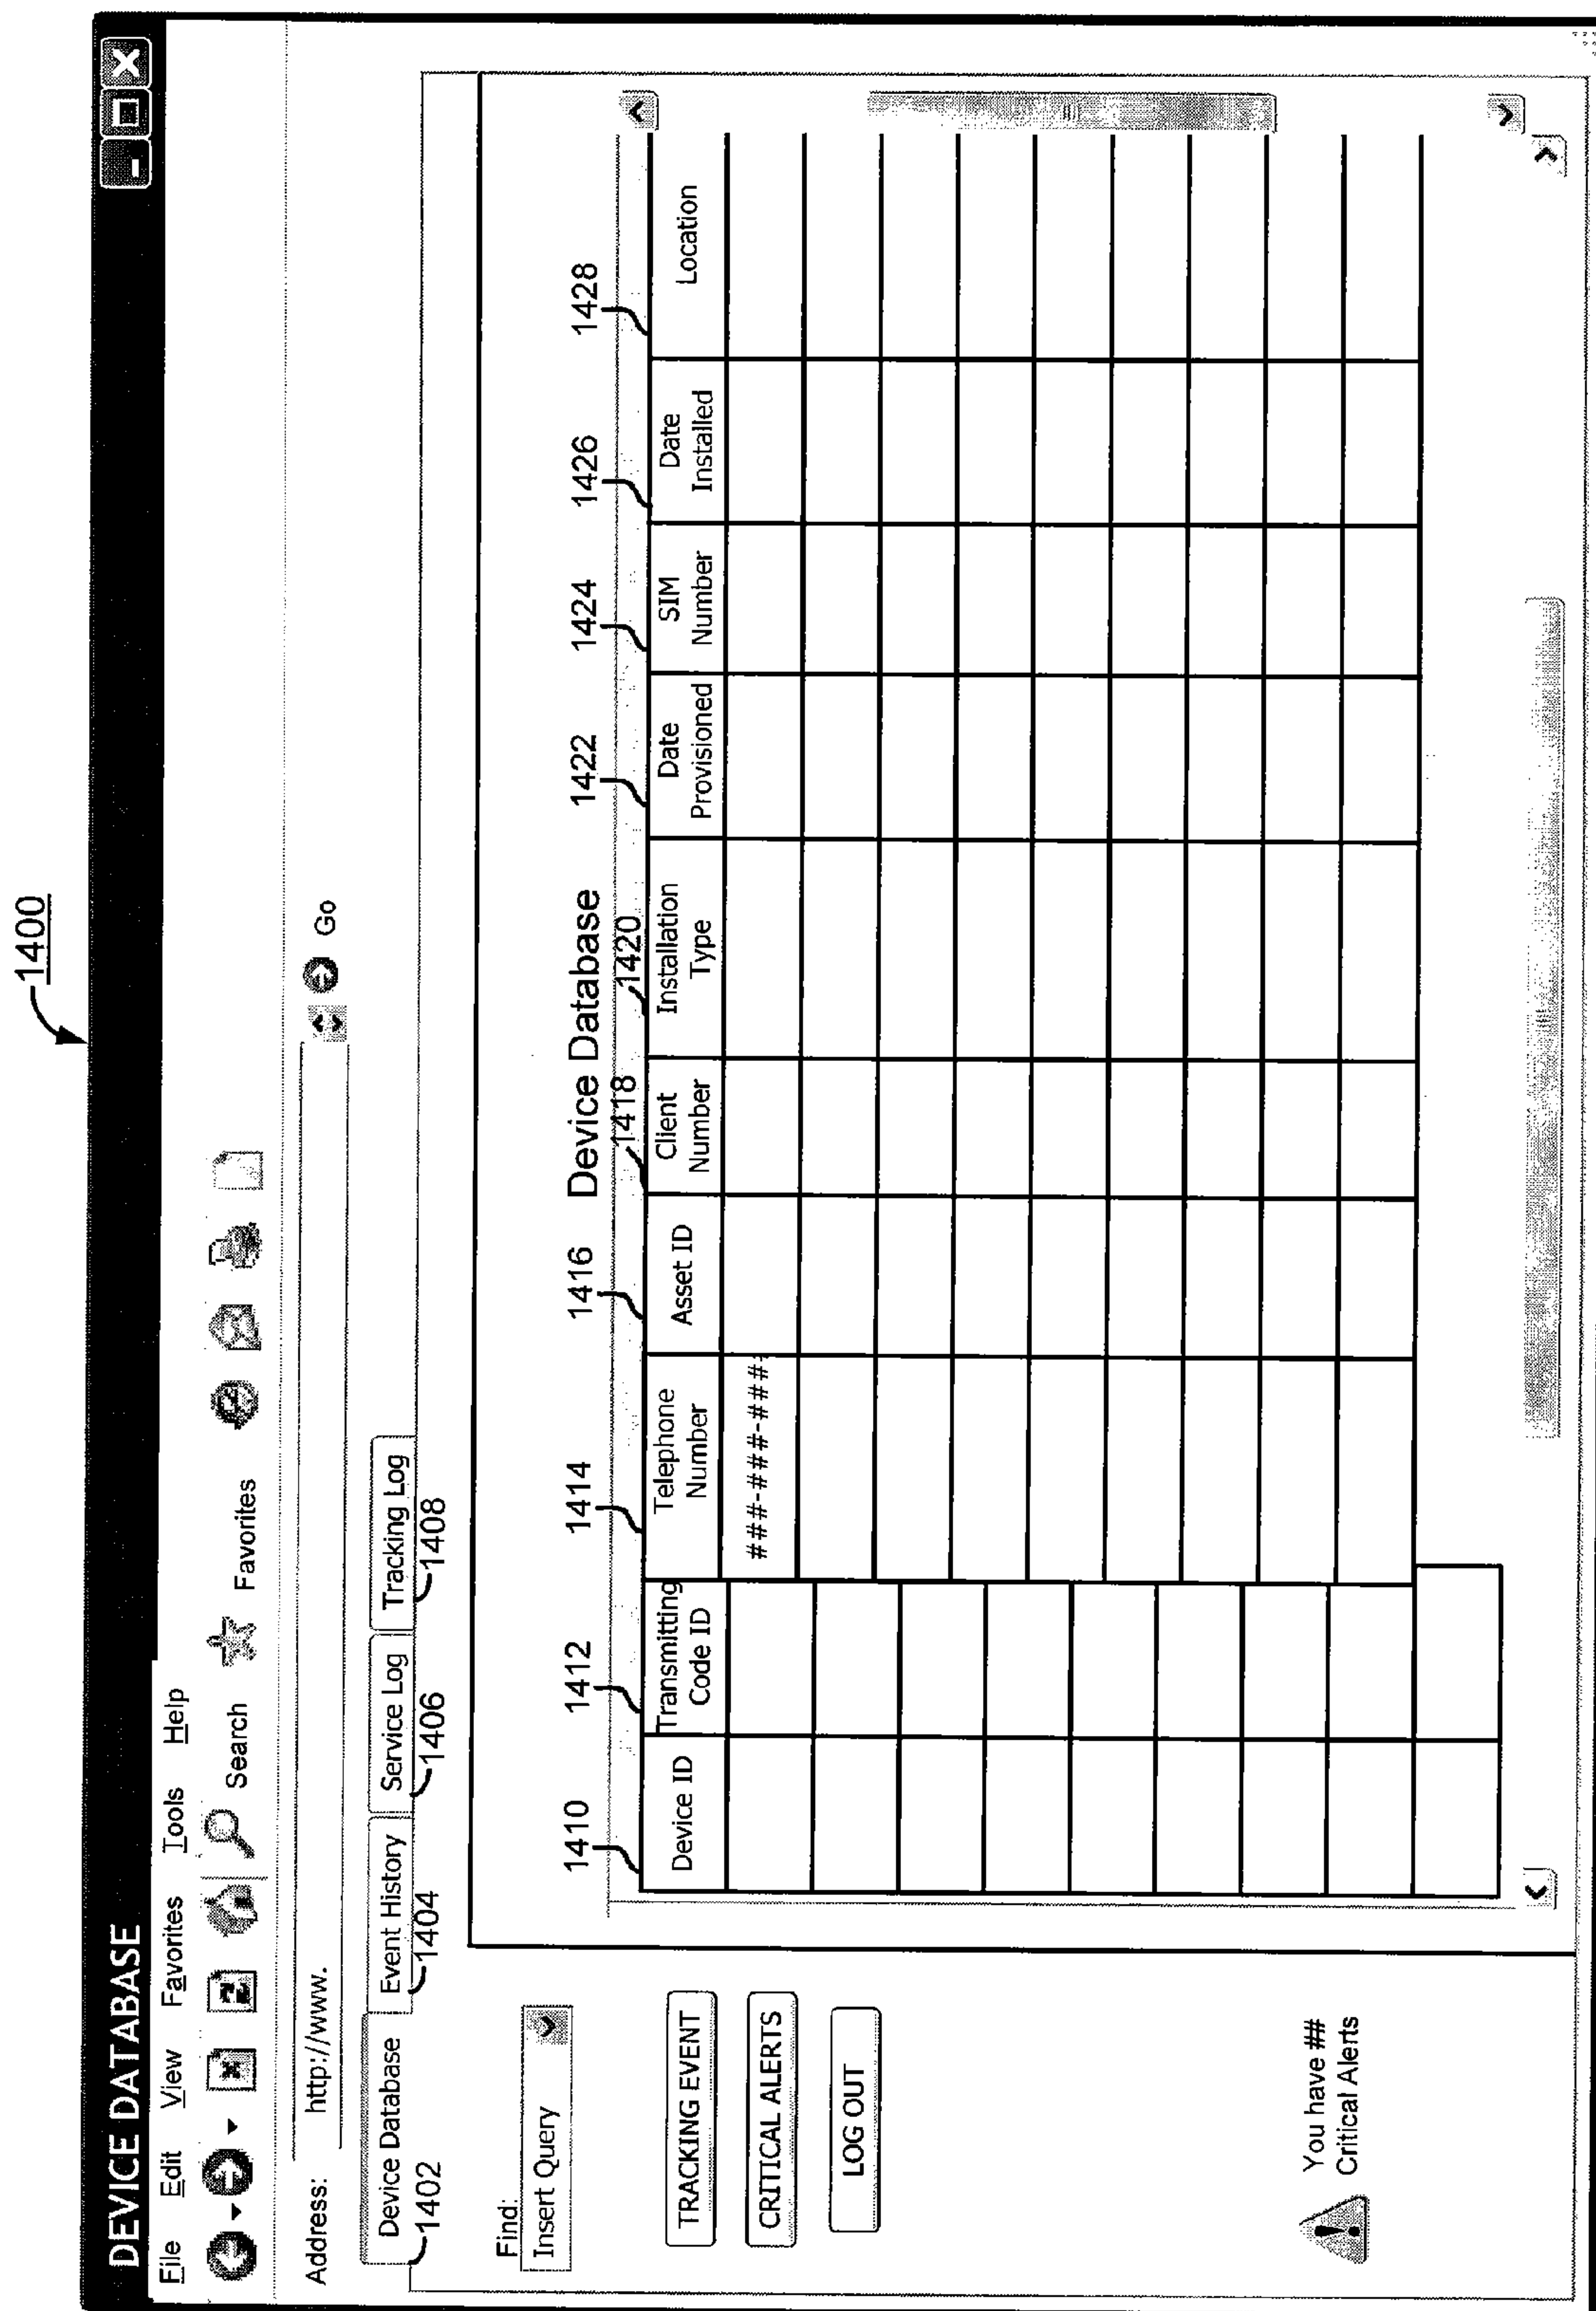 1400
DEVICE DATABASE
File Edit View Favorites Tools Help
Search Favorites
Address: http://www. Go
Device Database Event History Service Log Tracking Log
1402 1404 1406 1408
Find:
Insert Query
TRACKING EVENT
CRITICAL ALERTS
LOG OUT
You have ##
Critical Alerts
Device Database
1410 1412 1414 1416 1418 1420 1422 1424 1426 1428
Device ID Transmitting Telephone Asset ID Client Installation Date SIM Date Location
Code ID Number Number Type Provisioned Number Installed
###-###-###